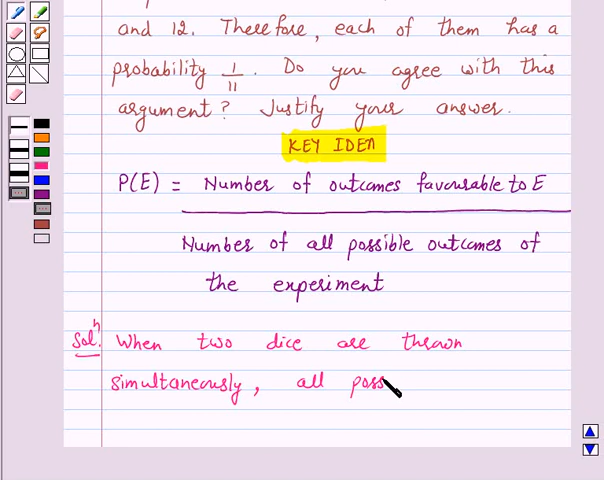 and 12. Therefore, each of them has a
probability 1/11. Do you agree with this
argument? Justify your answer.
KEY IDEA
P(E) = Number of outcomes favourable to E
Number of all possible outcomes of
the experiment
Solⁿ. When two dice are thrown
simultaneously, all poss